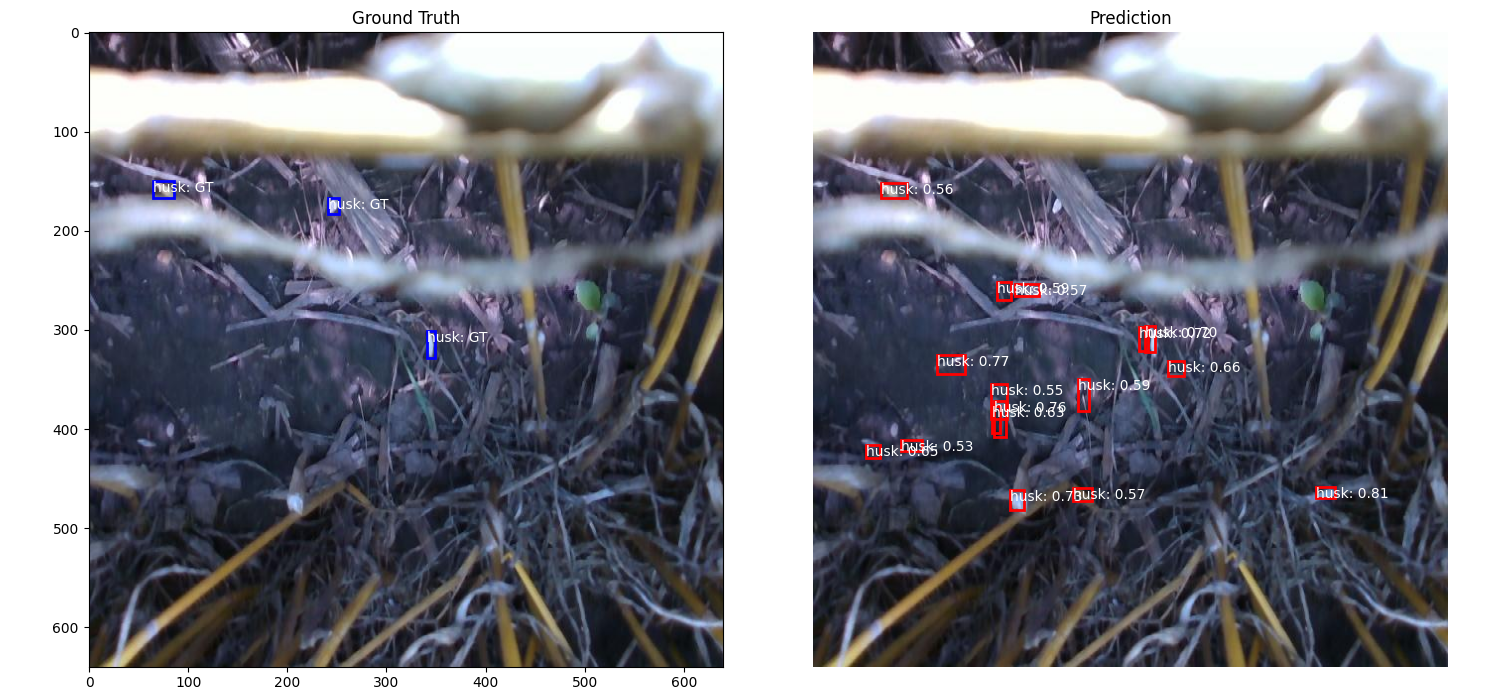 Ground Truth
Prediction
0
100
200
300
400
500
600
0
100
200
300
400
500
600
husk: GT
husk: GT
husk: GT
husk: 0.56
husk: 0.59
husk: 0.57
husk: 0.72
husk: 0.70
husk: 0.77
husk: 0.66
husk: 0.55
husk: 0.59
husk: 0.76
husk: 0.63
husk: 0.53
husk: 0.65
husk: 0.73
husk: 0.57
husk: 0.81